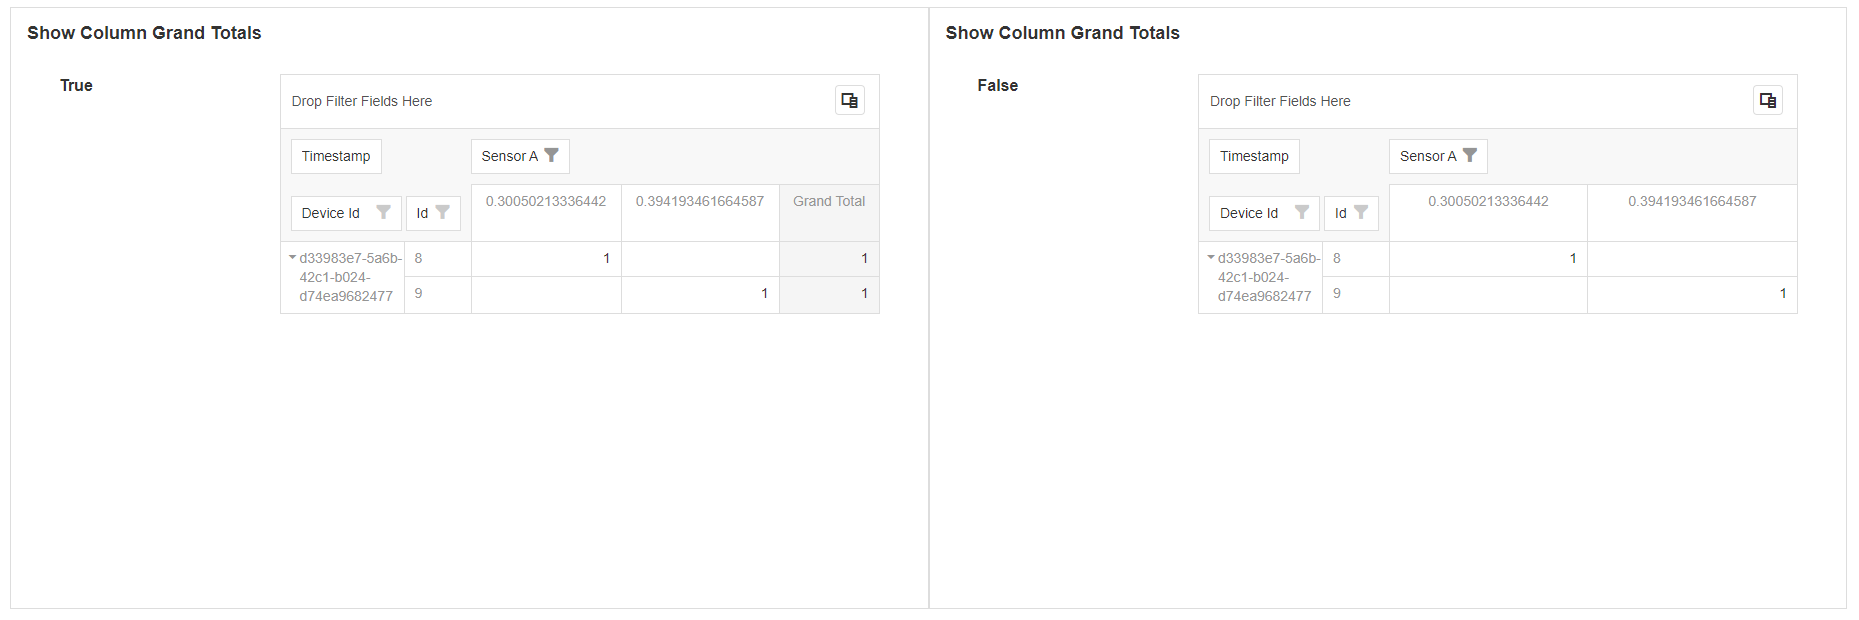 Show Column Grand Totals
True
Drop Filter Fields Here
Timestamp
Sensor A
Device Id
Id
0.30050213336442
0.394193461664587
Grand Total
d33983e7-5a6b-
42c1-b024-
d74ea9682477
8
1
1
9
1
1
Show Column Grand Totals
False
Drop Filter Fields Here
Timestamp
Sensor A
Device Id
Id
0.30050213336442
0.394193461664587
d33983e7-5a6b-
42c1-b024-
d74ea9682477
8
1
9
1